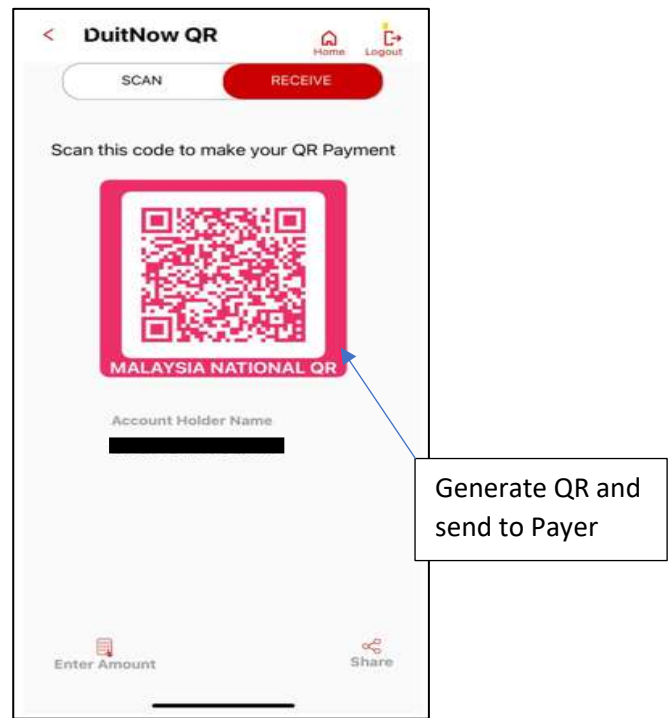 < DuitNow QR
Home Logout
SCAN RECEIVE
Scan this code to make your QR Payment
MALAYSIA NATIONAL QR
Account Holder Name
Generate QR and
send to Payer
Enter Amount Share